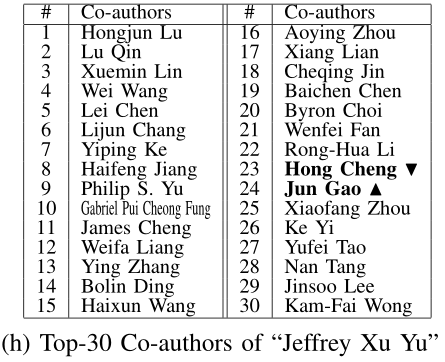 # Co-authors # Co-authors
1 Hongjun Lu 16 Aoying Zhou
2 Lu Qin 17 Xiang Lian
3 Xuemin Lin 18 Cheqing Jin
4 Wei Wang 19 Baichen Chen
5 Lei Chen 20 Byron Choi
6 Lijun Chang 21 Wenfei Fan
7 Yiping Ke 22 Rong-Hua Li
8 Haifeng Jiang 23 Hong Cheng ▼
9 Philip S. Yu 24 Jun Gao ▲
10 Gabriel Pui Cheong Fung 25 Xiaofang Zhou
11 James Cheng 26 Ke Yi
12 Weifa Liang 27 Yufei Tao
13 Ying Zhang 28 Nan Tang
14 Bolin Ding 29 Jinsoo Lee
15 Haixun Wang 30 Kam-Fai Wong
(h) Top-30 Co-authors of “Jeffrey Xu Yu”